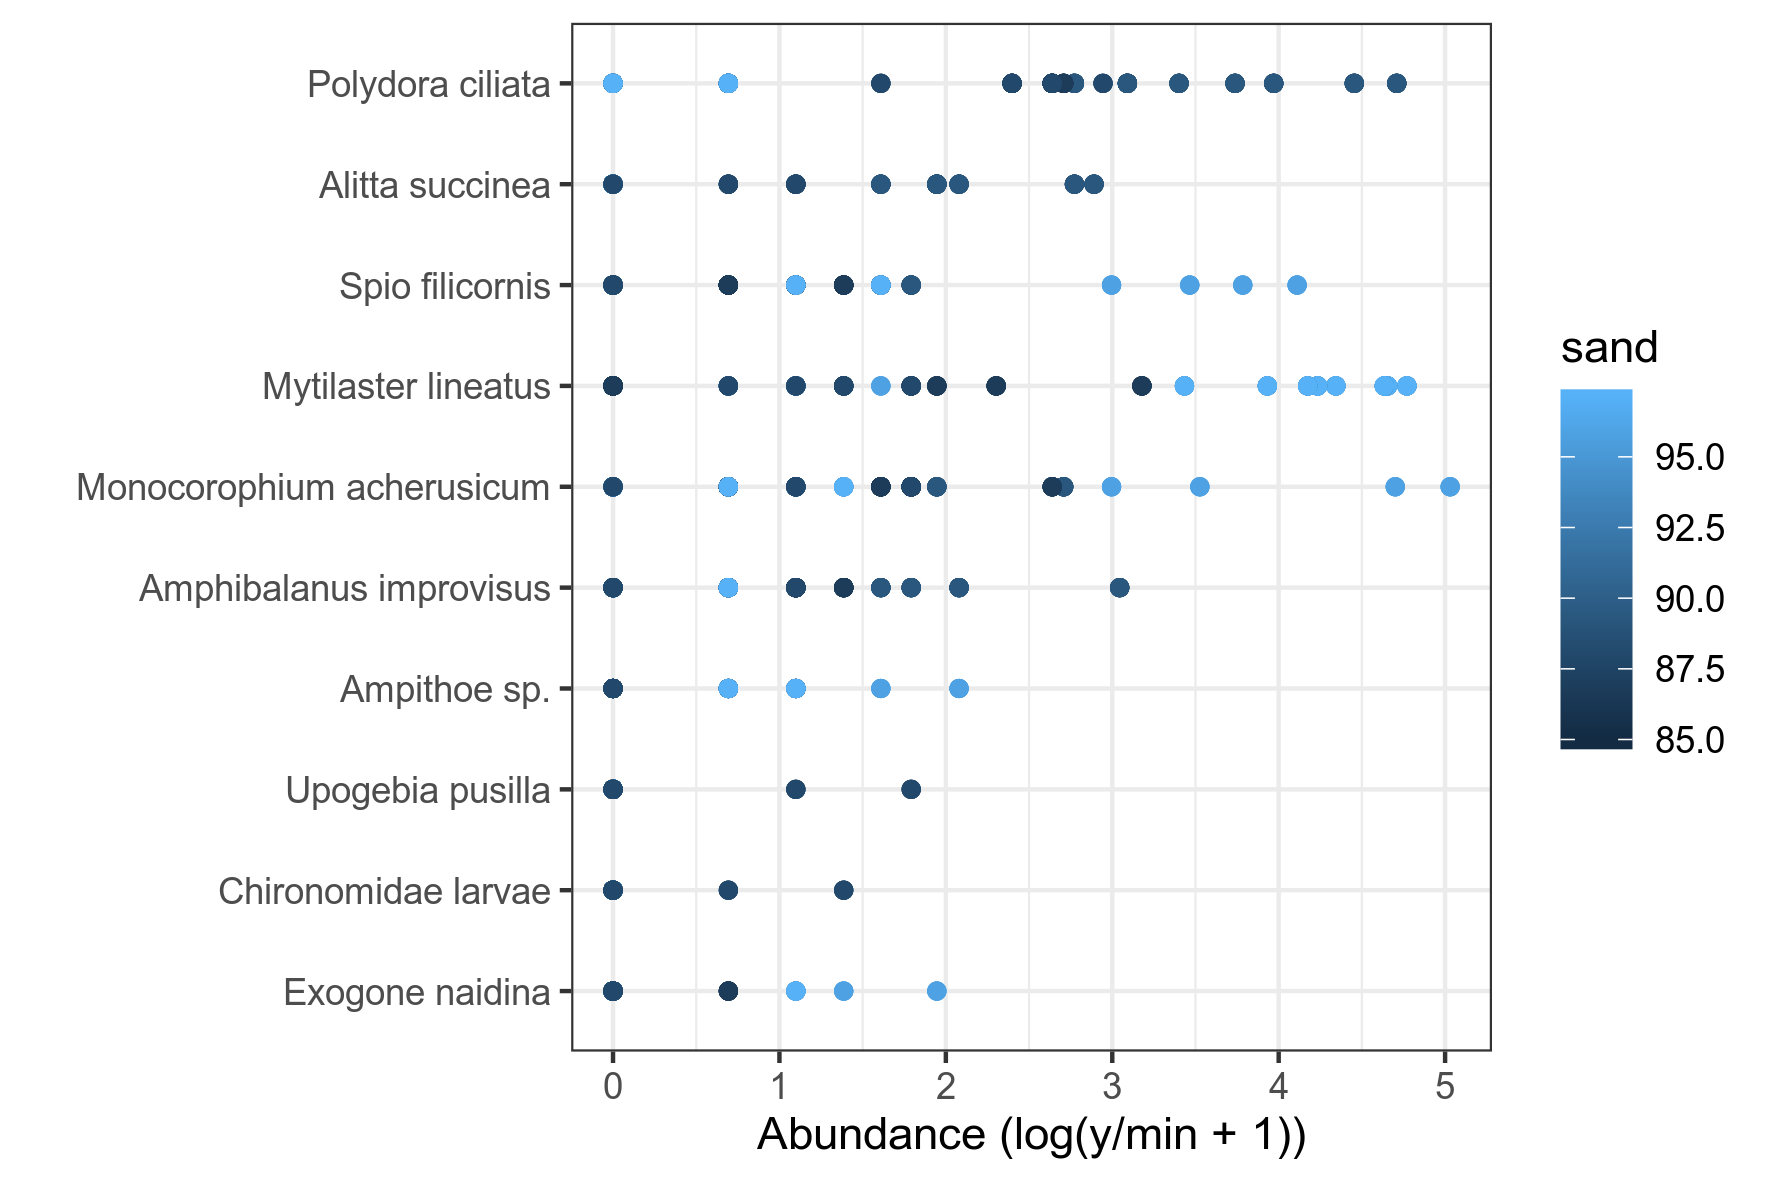 Polydora ciliata
Alitta succinea
Spio filicornis
Mytilaster lineatus
Monocorophium acherusicum
Amphibalanus improvisus
Ampithoe sp.
Upogebia pusilla
Chironomidae larvae
Exogone naidina
0 1 2 3 4 5
Abundance (log(y/min + 1))
sand
95.0
92.5
90.0
87.5
85.0